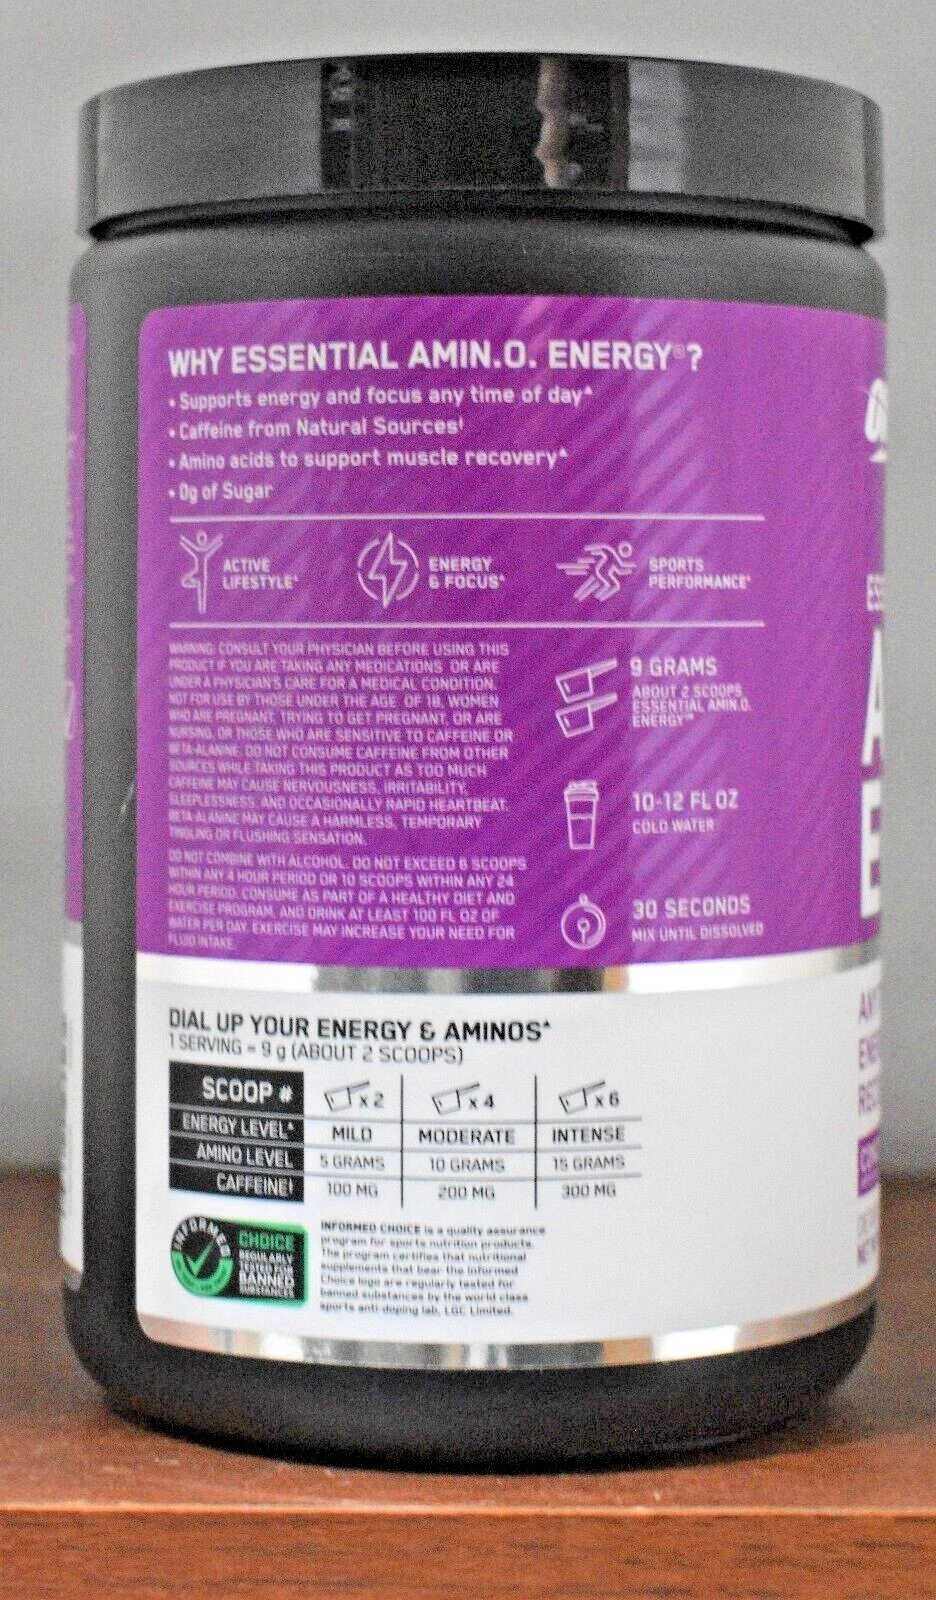 WHY ESSENTIAL AMIN.O. ENERGY®?
• Supports energy and focus any time of day^
• Caffeine from Natural Sources‡
• Amino acids to support muscle recovery^
• 0g of Sugar
ACTIVE
LIFESTYLE^
ENERGY
& FOCUS^
SPORTS
PERFORMANCE^
WARNING: CONSULT YOUR PHYSICIAN BEFORE USING THIS
PRODUCT IF YOU ARE TAKING ANY MEDICATIONS OR ARE
UNDER A PHYSICIAN'S CARE FOR A MEDICAL CONDITION.
NOT FOR USE BY THOSE UNDER THE AGE OF 18, WOMEN
WHO ARE PREGNANT, TRYING TO GET PREGNANT, OR ARE
NURSING, OR THOSE WHO ARE SENSITIVE TO CAFFEINE OR
BETA-ALANINE. DO NOT CONSUME CAFFEINE FROM OTHER
SOURCES WHILE TAKING THIS PRODUCT AS TOO MUCH
CAFFEINE MAY CAUSE NERVOUSNESS, IRRITABILITY,
SLEEPLESSNESS, AND OCCASIONALLY RAPID HEARTBEAT.
BETA-ALANINE MAY CAUSE A HARMLESS, TEMPORARY
TINGLING OR FLUSHING SENSATION.
DO NOT COMBINE WITH ALCOHOL. DO NOT EXCEED 6 SCOOPS
WITHIN ANY 4 HOUR PERIOD OR 10 SCOOPS WITHIN ANY 24
HOUR PERIOD. CONSUME AS PART OF A HEALTHY DIET AND
EXERCISE PROGRAM, AND DRINK AT LEAST 100 FL OZ OF
WATER PER DAY. EXERCISE MAY INCREASE YOUR NEED FOR
FLUID INTAKE.
9 GRAMS
ABOUT 2 SCOOPS
ESSENTIAL AMIN.O.
ENERGY™
10-12 FL OZ
COLD WATER
30 SECONDS
MIX UNTIL DISSOLVED
DIAL UP YOUR ENERGY & AMINOS^
1 SERVING = 9 g (ABOUT 2 SCOOPS)
SCOOP # x2 x4 x6
ENERGY LEVEL^ MILD MODERATE INTENSE
AMINO LEVEL 5 GRAMS 10 GRAMS 15 GRAMS
CAFFEINE‡ 100 MG 200 MG 300 MG
INFORMED
CHOICE
REGULARLY
TESTED FOR
BANNED
SUBSTANCES
INFORMED CHOICE is a quality assurance
program for sports nutrition products.
The program certifies that nutritional
supplements that bear the Informed
Choice logo are regularly tested for
banned substances by the world class
sports anti-doping lab, LGC Limited.